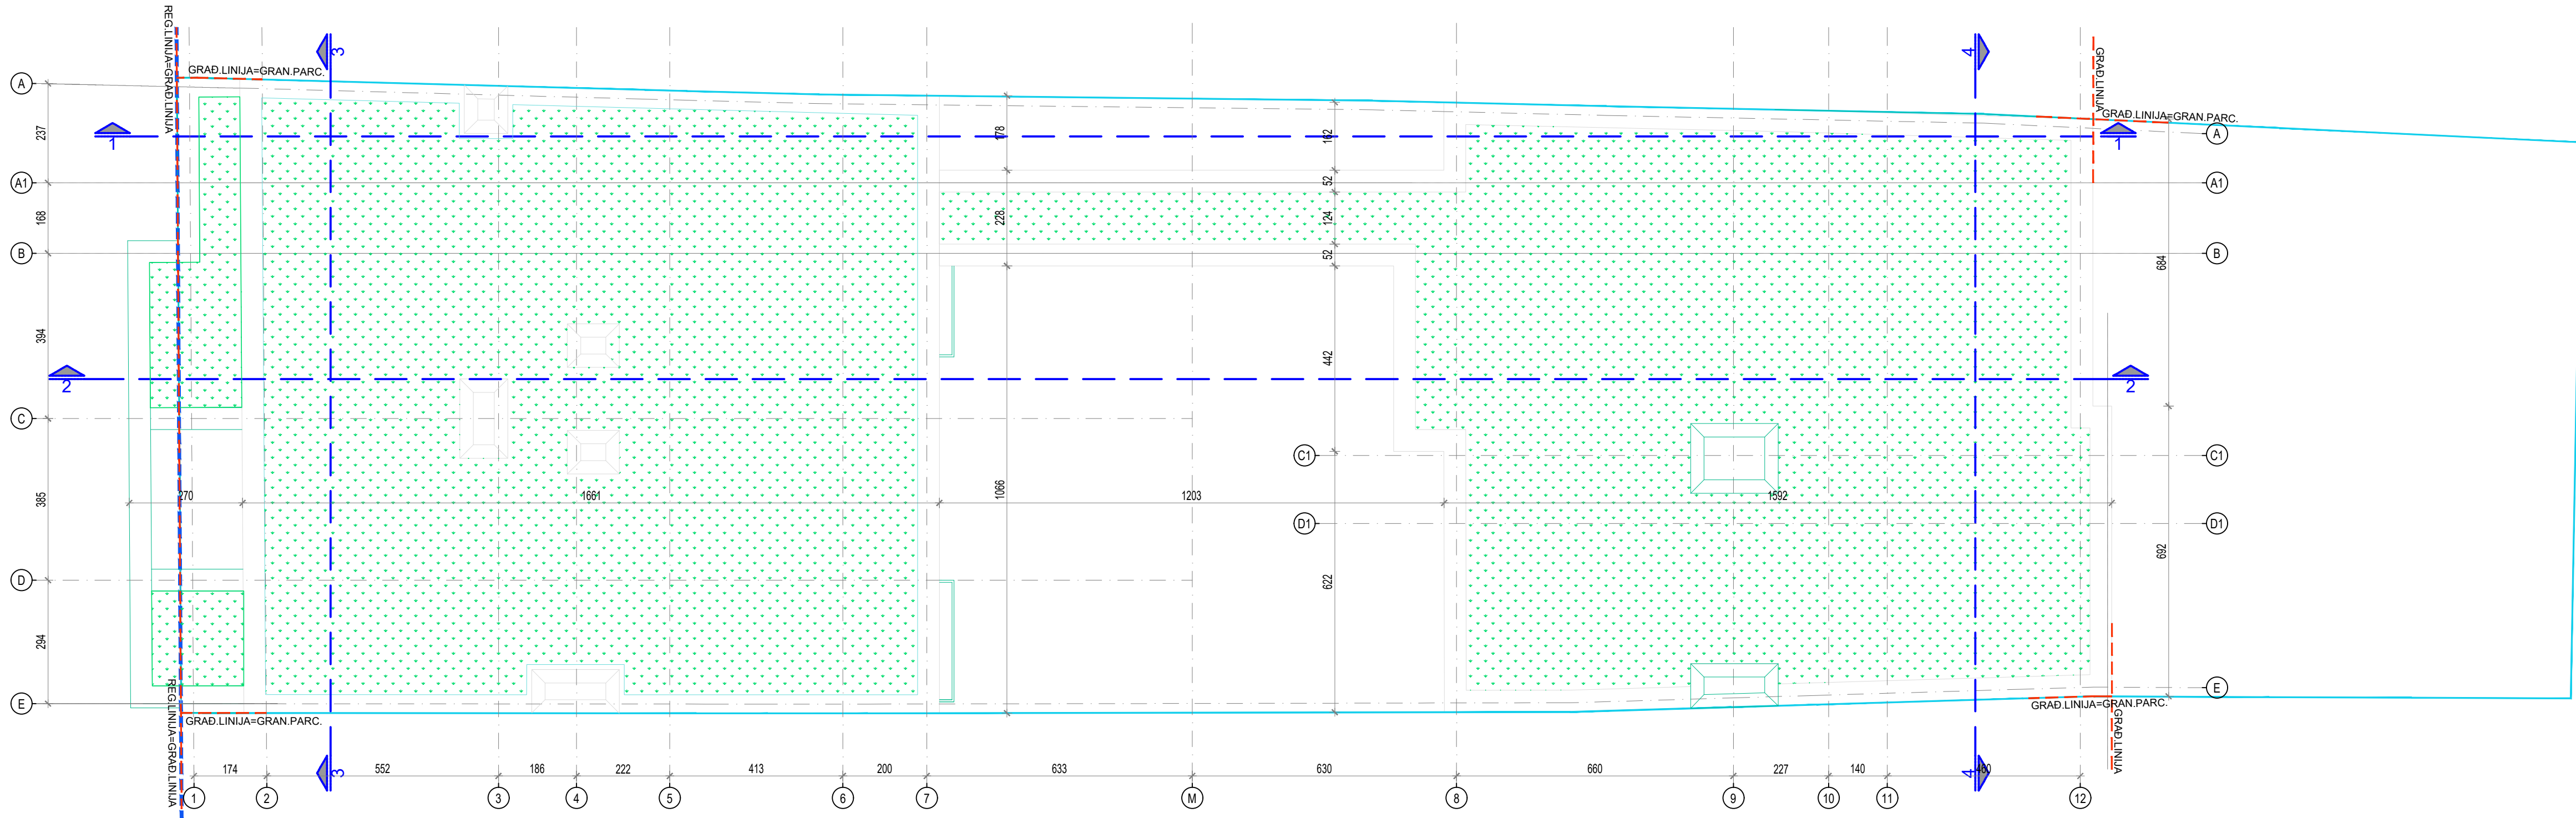 REG.LINIJA=GRAĐ.LINIJA
GRAĐ.LINIJA=GRAN.PARC.
3
4
GRAĐ.LINIJA
GRAĐ.LINIJA=GRAN.PARC.
A
A
237
1
1
178
162
A1
A1
52
168
228
124
B
B
52
684
394
442
2
2
C
C1
C1
385
270
1661
1066
1203
1592
D1
D1
692
D
622
294
E
E
REG.LINIJA=GRAĐ.LINIJA
GRAĐ.LINIJA=GRAN.PARC.
GRAĐ.LINIJA=GRAN.PARC.
GRAĐ.LINIJA
174
552
186
222
413
200
633
630
660
227
140
460
3
4
1
2
3
4
5
6
7
M
8
9
10
11
12